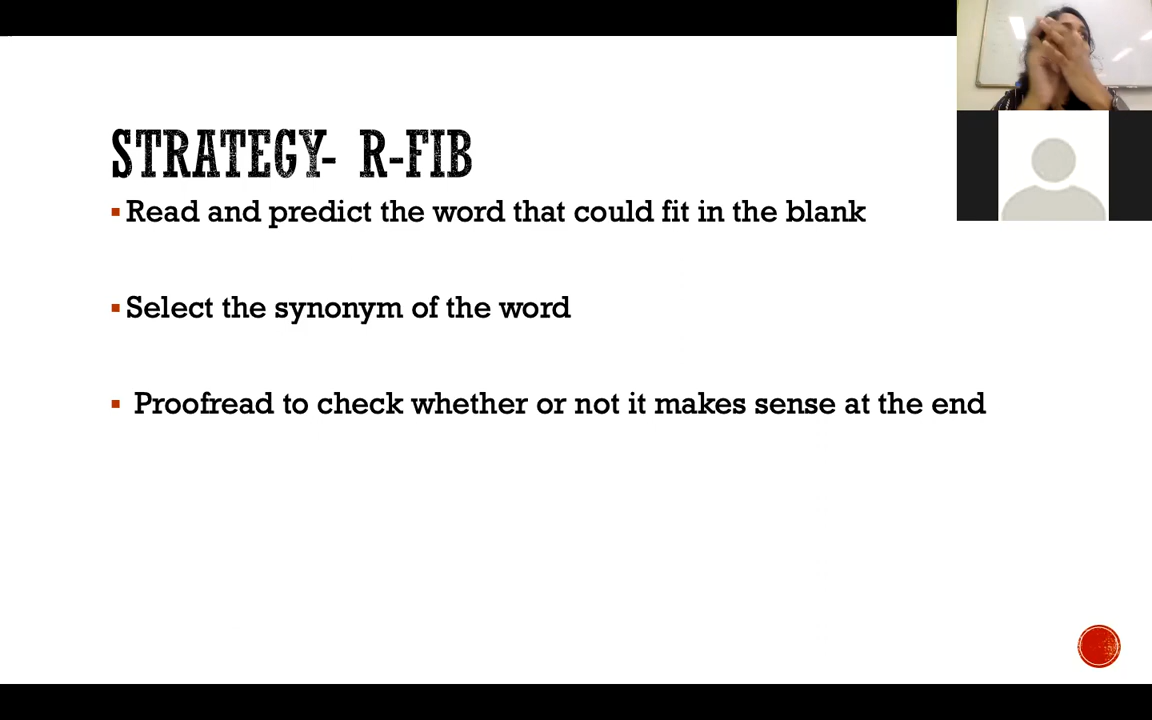 STRATEGY- R-FIB
▪Read and predict the word that could fit in the blank
▪Select the synonym of the word
▪ Proofread to check whether or not it makes sense at the end